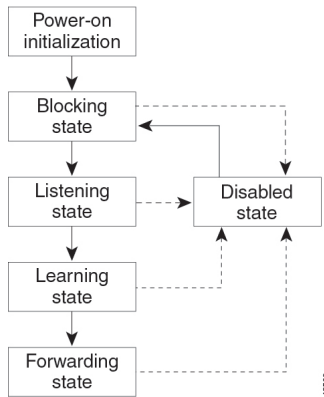 Power-on
initialization
Blocking
state
Listening
state
Disabled
state
Learning
state
Forwarding
state